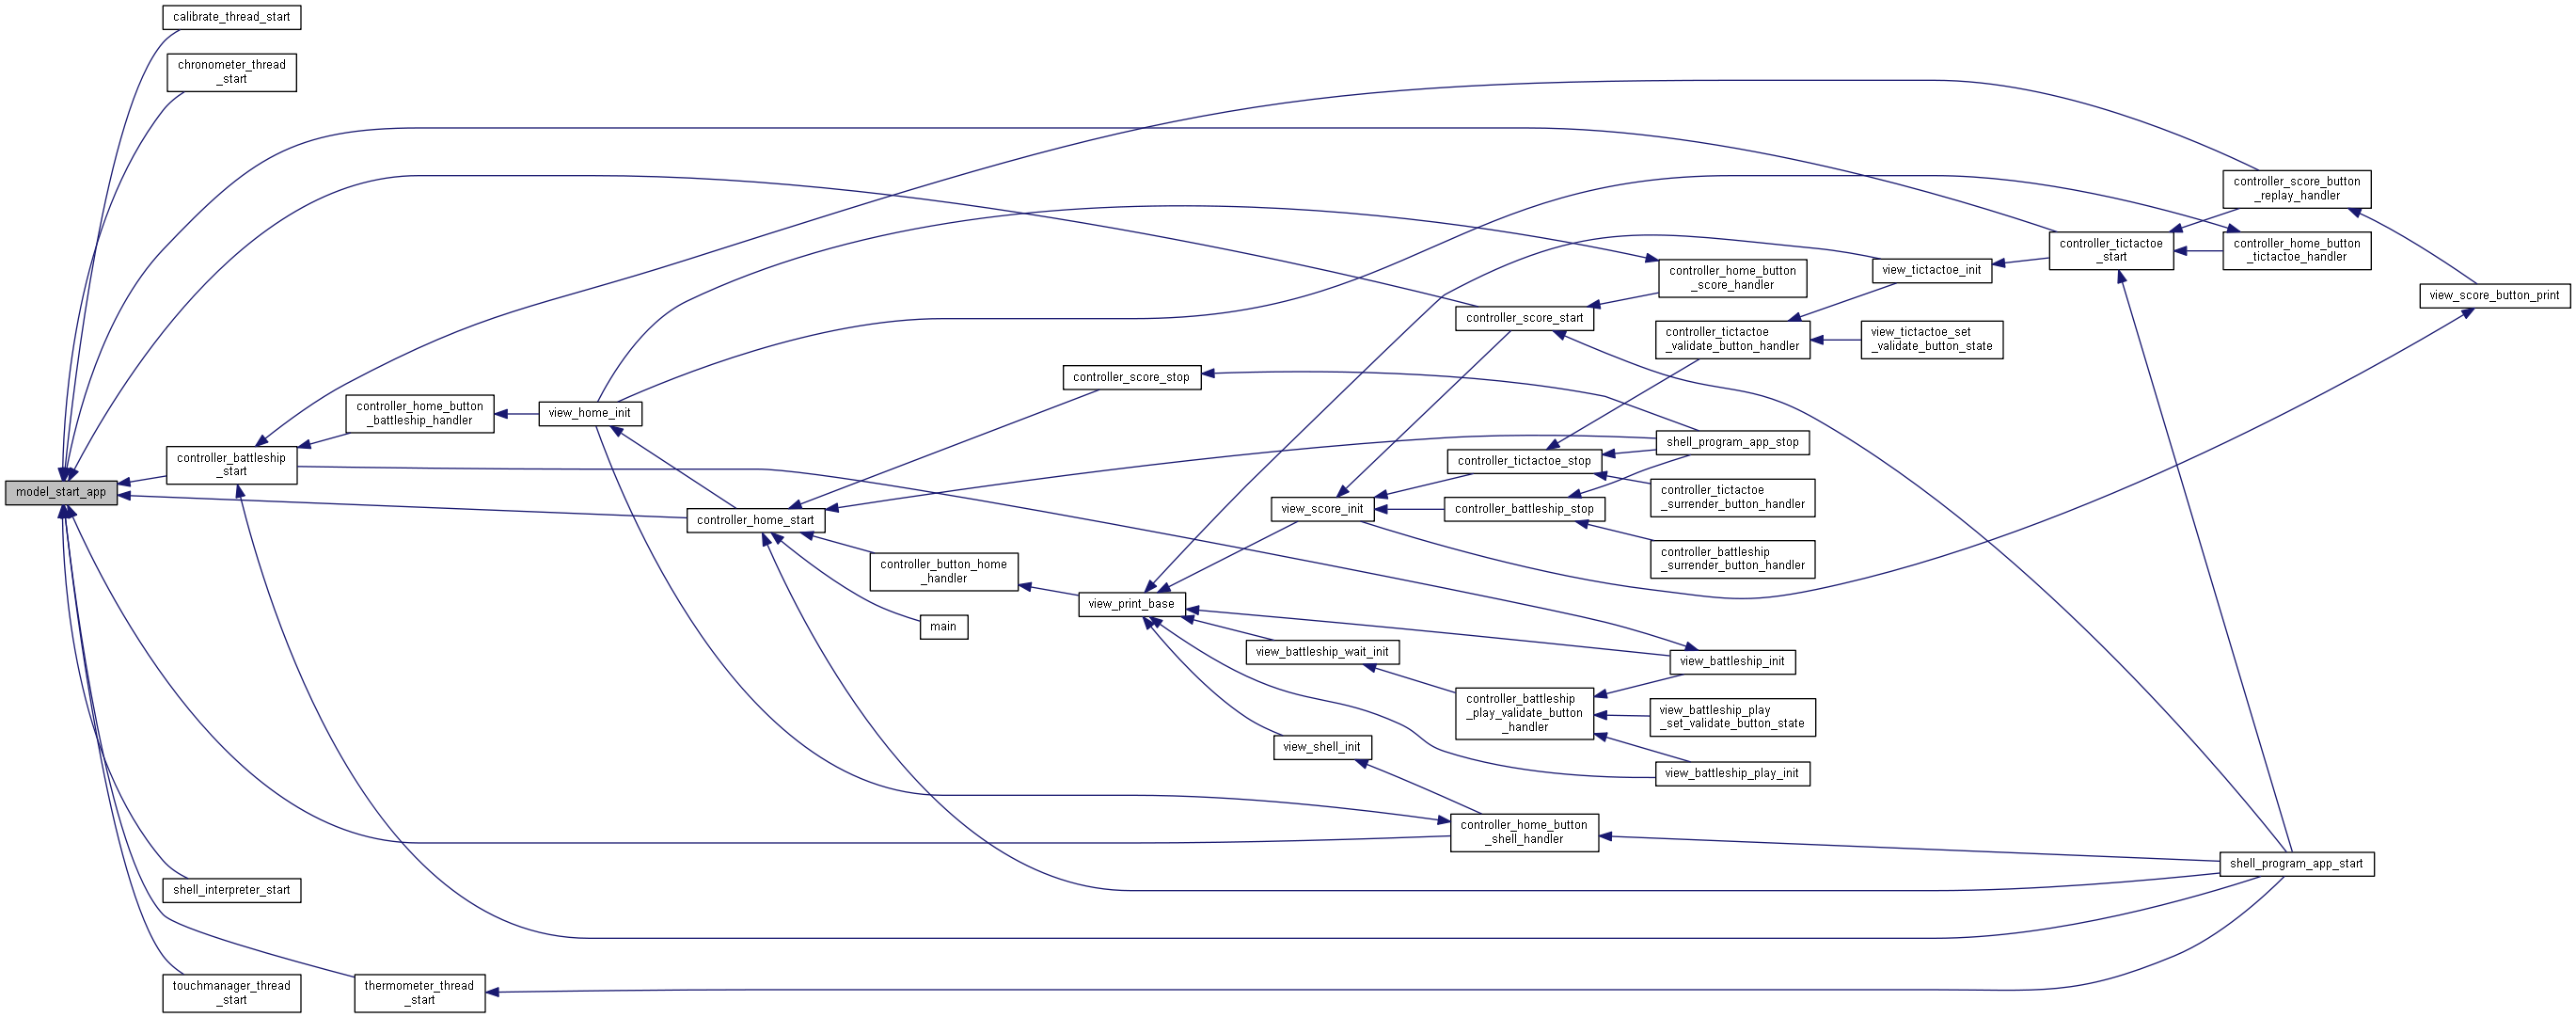 calibrate_thread_start
chronometer_thread
_start
controller_score_button
_replay_handler
controller_tictactoe
_start
controller_home_button
_tictactoe_handler
controller_home_button
_score_handler
view_tictactoe_init
view_score_button_print
controller_score_start
controller_tictactoe
_validate_button_handler
view_tictactoe_set
_validate_button_state
controller_score_stop
controller_home_button
_battleship_handler
view_home_init
shell_program_app_stop
controller_battleship
_start
controller_tictactoe_stop
model_start_app
controller_tictactoe
_surrender_button_handler
view_score_init
controller_battleship_stop
controller_home_start
controller_battleship
_surrender_button_handler
controller_button_home
_handler
view_print_base
main
view_battleship_wait_init
view_battleship_init
controller_battleship
_play_validate_button
_handler
view_battleship_play
_set_validate_button_state
view_shell_init
view_battleship_play_init
controller_home_button
_shell_handler
shell_program_app_start
shell_interpreter_start
touchmanager_thread
_start
thermometer_thread
_start